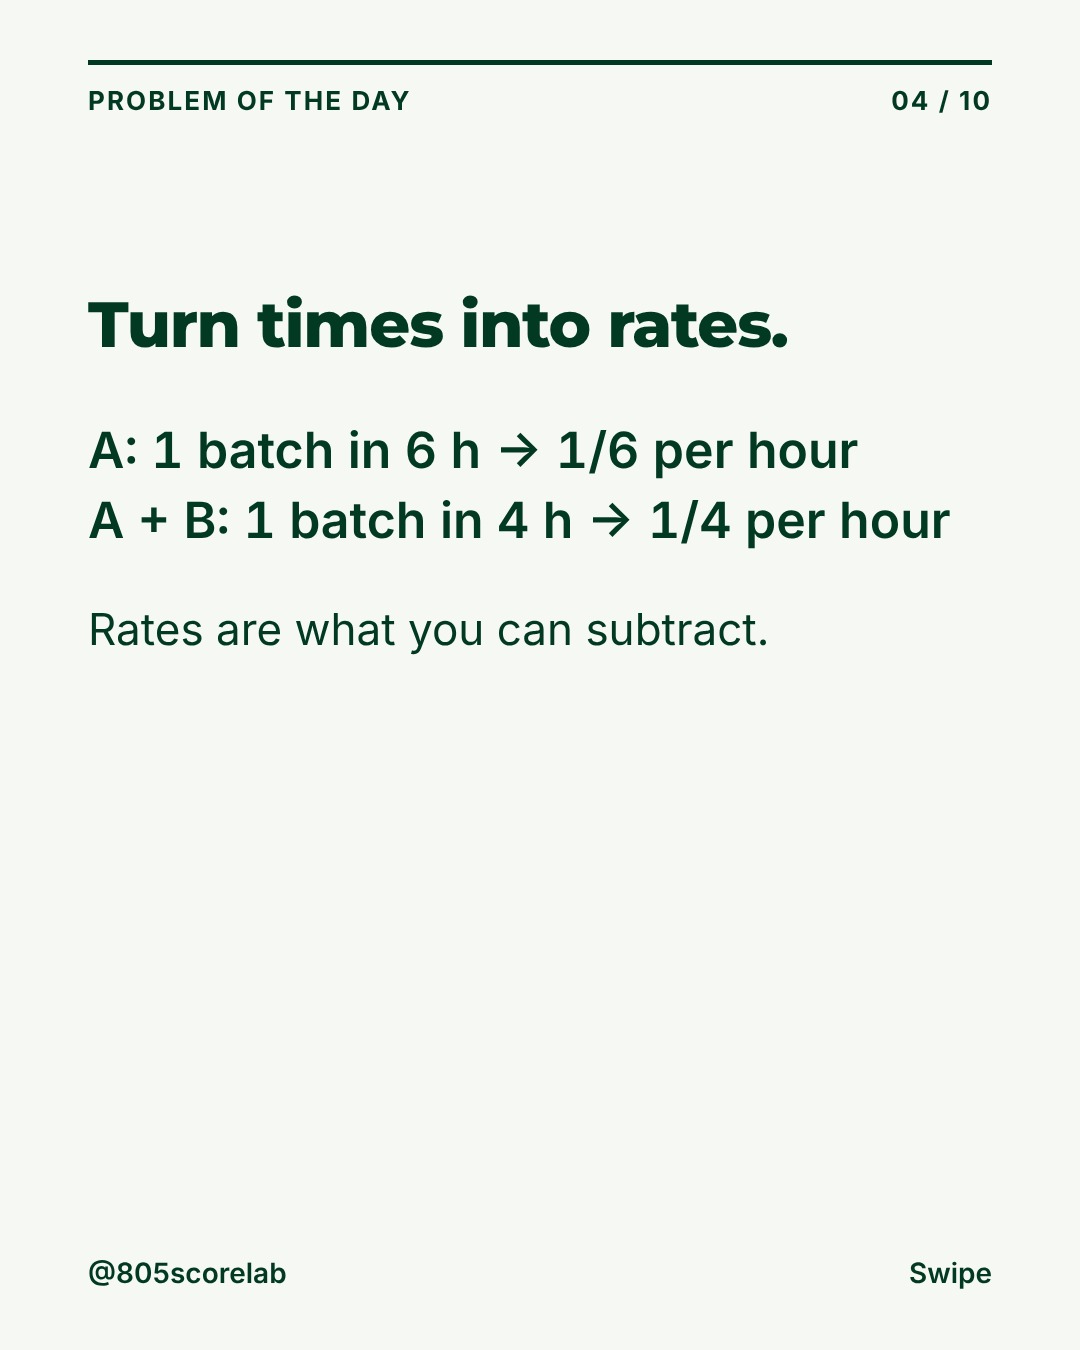 PROBLEM OF THE DAY
04 / 10
Turn times into rates.
A: 1 batch in 6 h → 1/6 per hour
A + B: 1 batch in 4 h → 1/4 per hour
Rates are what you can subtract.
@805scorelab
Swipe